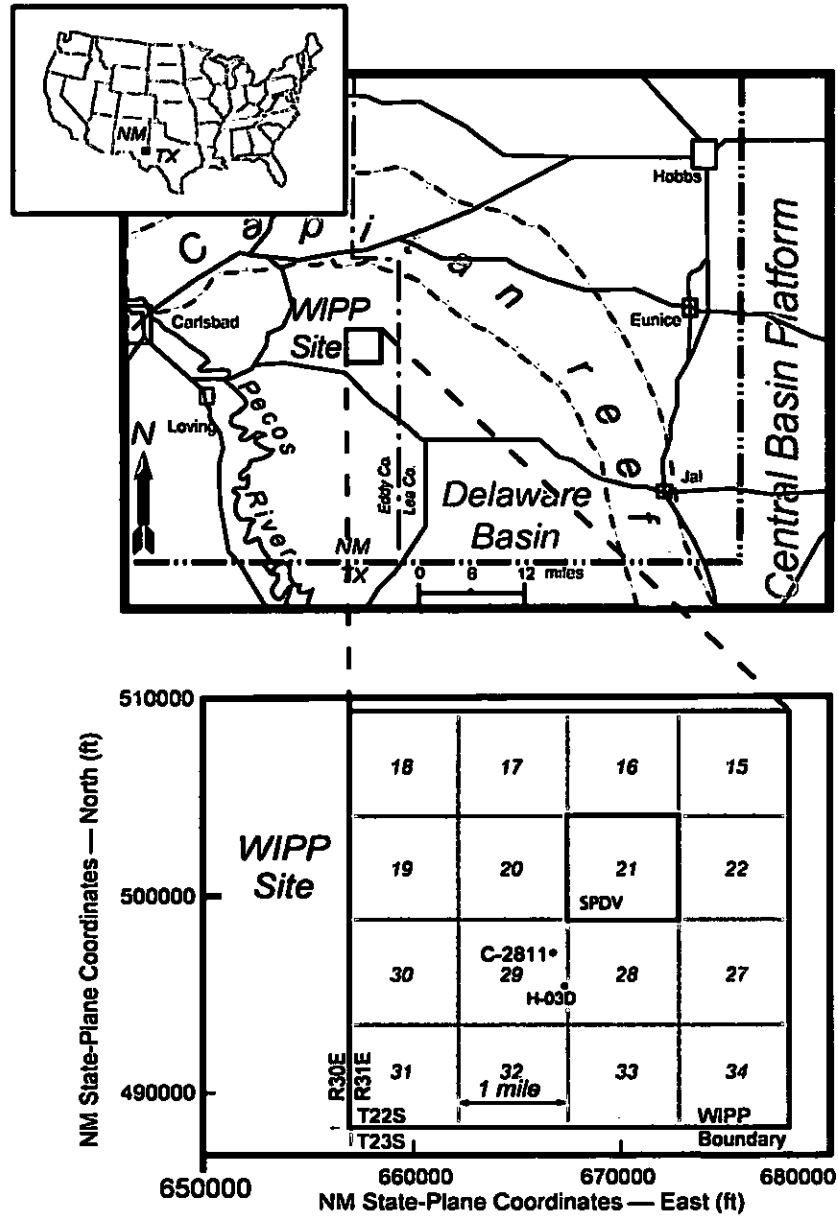 NM
TX
Hobbs
Capitan reef
Central Basin Platform
WIPP
Site
Carlsbad
Eunice
Loving
Pecos
River
N
Eddy Co.
Lea Co.
Delaware
Basin
Jal
NM
TX
0 6 12 miles
510000
500000
490000
NM State-Plane Coordinates — North (ft)
WIPP
Site
18 17 16 15
19 20 21 22
SPDV
C-2811
30 29 28 27
H-03D
31 32 33 34
1 mile
R30E
R31E
T22S
T23S
WIPP
Boundary
650000 660000 670000 680000
NM State-Plane Coordinates — East (ft)